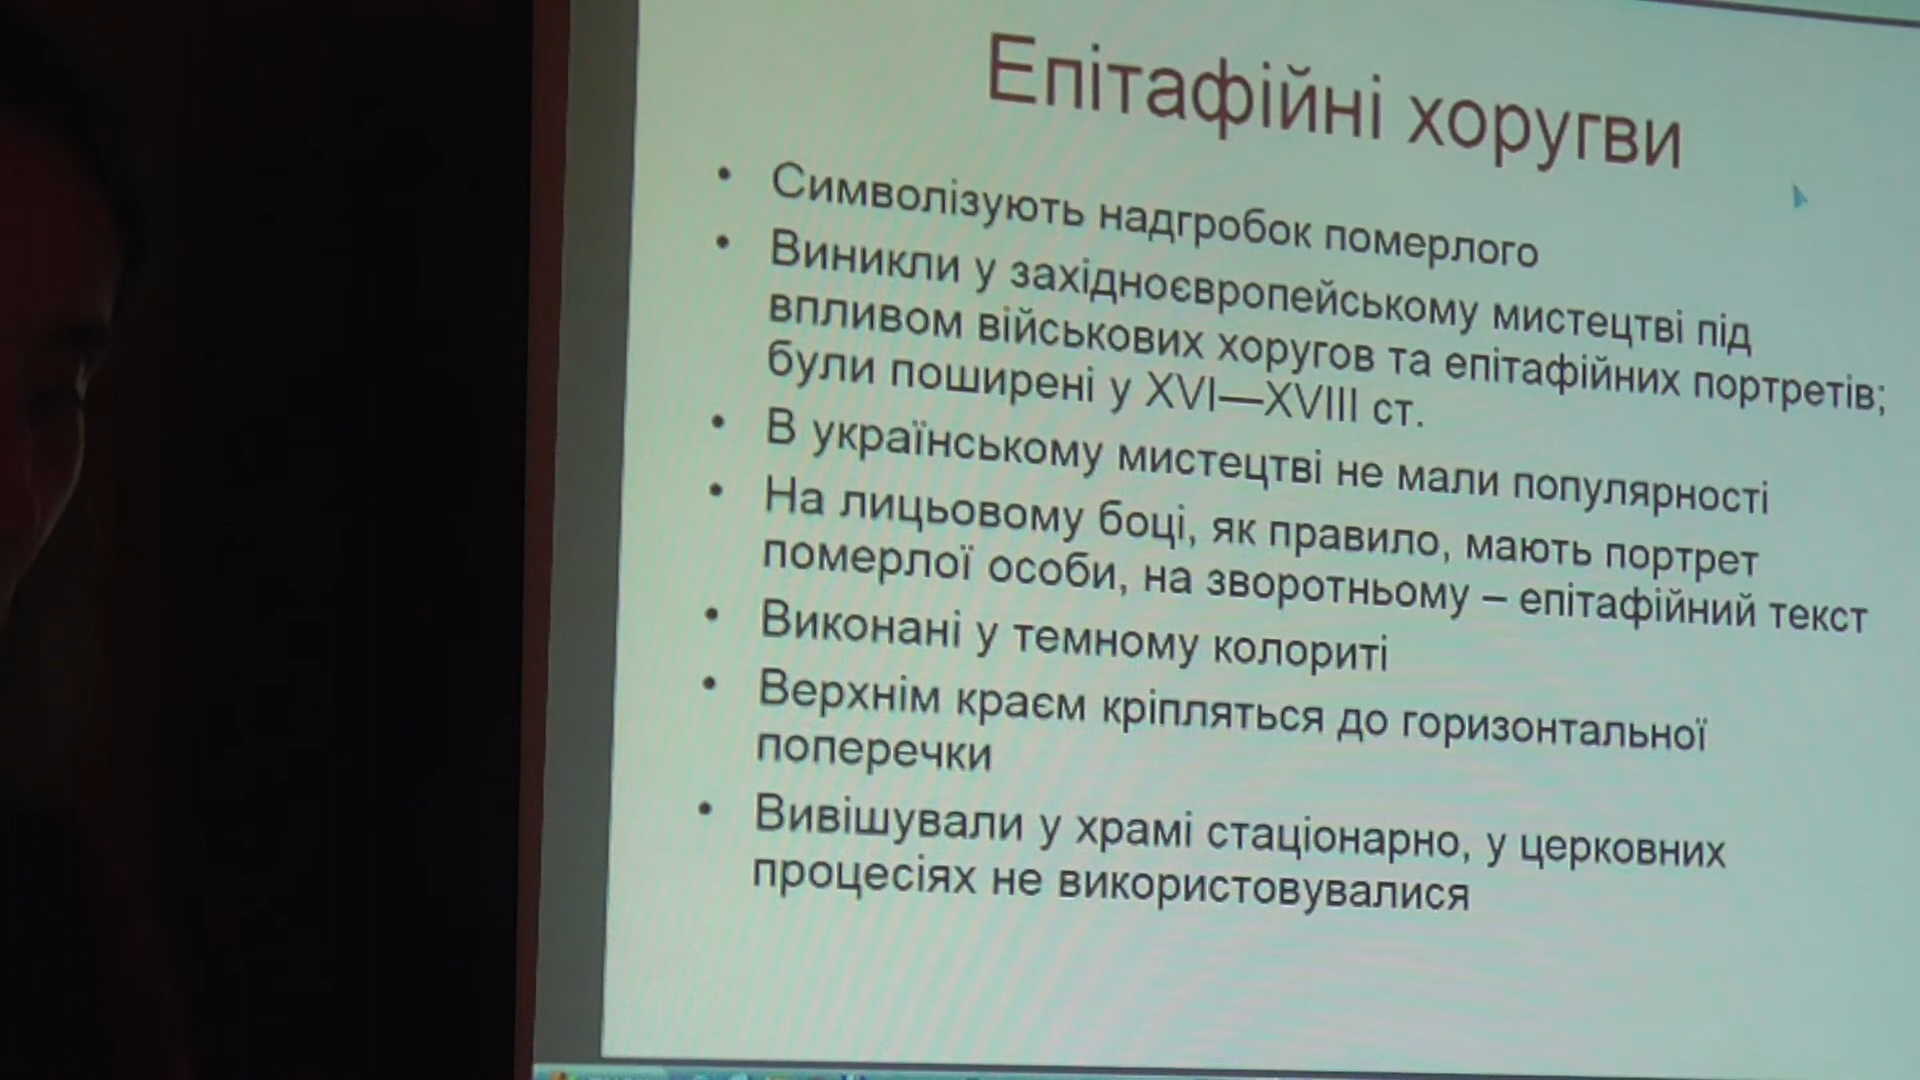 Епітафійні хоругви
• Символізують надгробок померлого
• Виникли у західноєвропейському мистецтві під
впливом військових хоругов та епітафійних портретів;
були поширені у XVI—XVIII ст.
• В українському мистецтві не мали популярності
• На лицьовому боці, як правило, мають портрет
померлої особи, на зворотньому – епітафійний текст
• Виконані у темному колориті
• Верхнім краєм кріпляться до горизонтальної
поперечки
• Вивішували у храмі стаціонарно, у церковних
процесіях не використовувалися